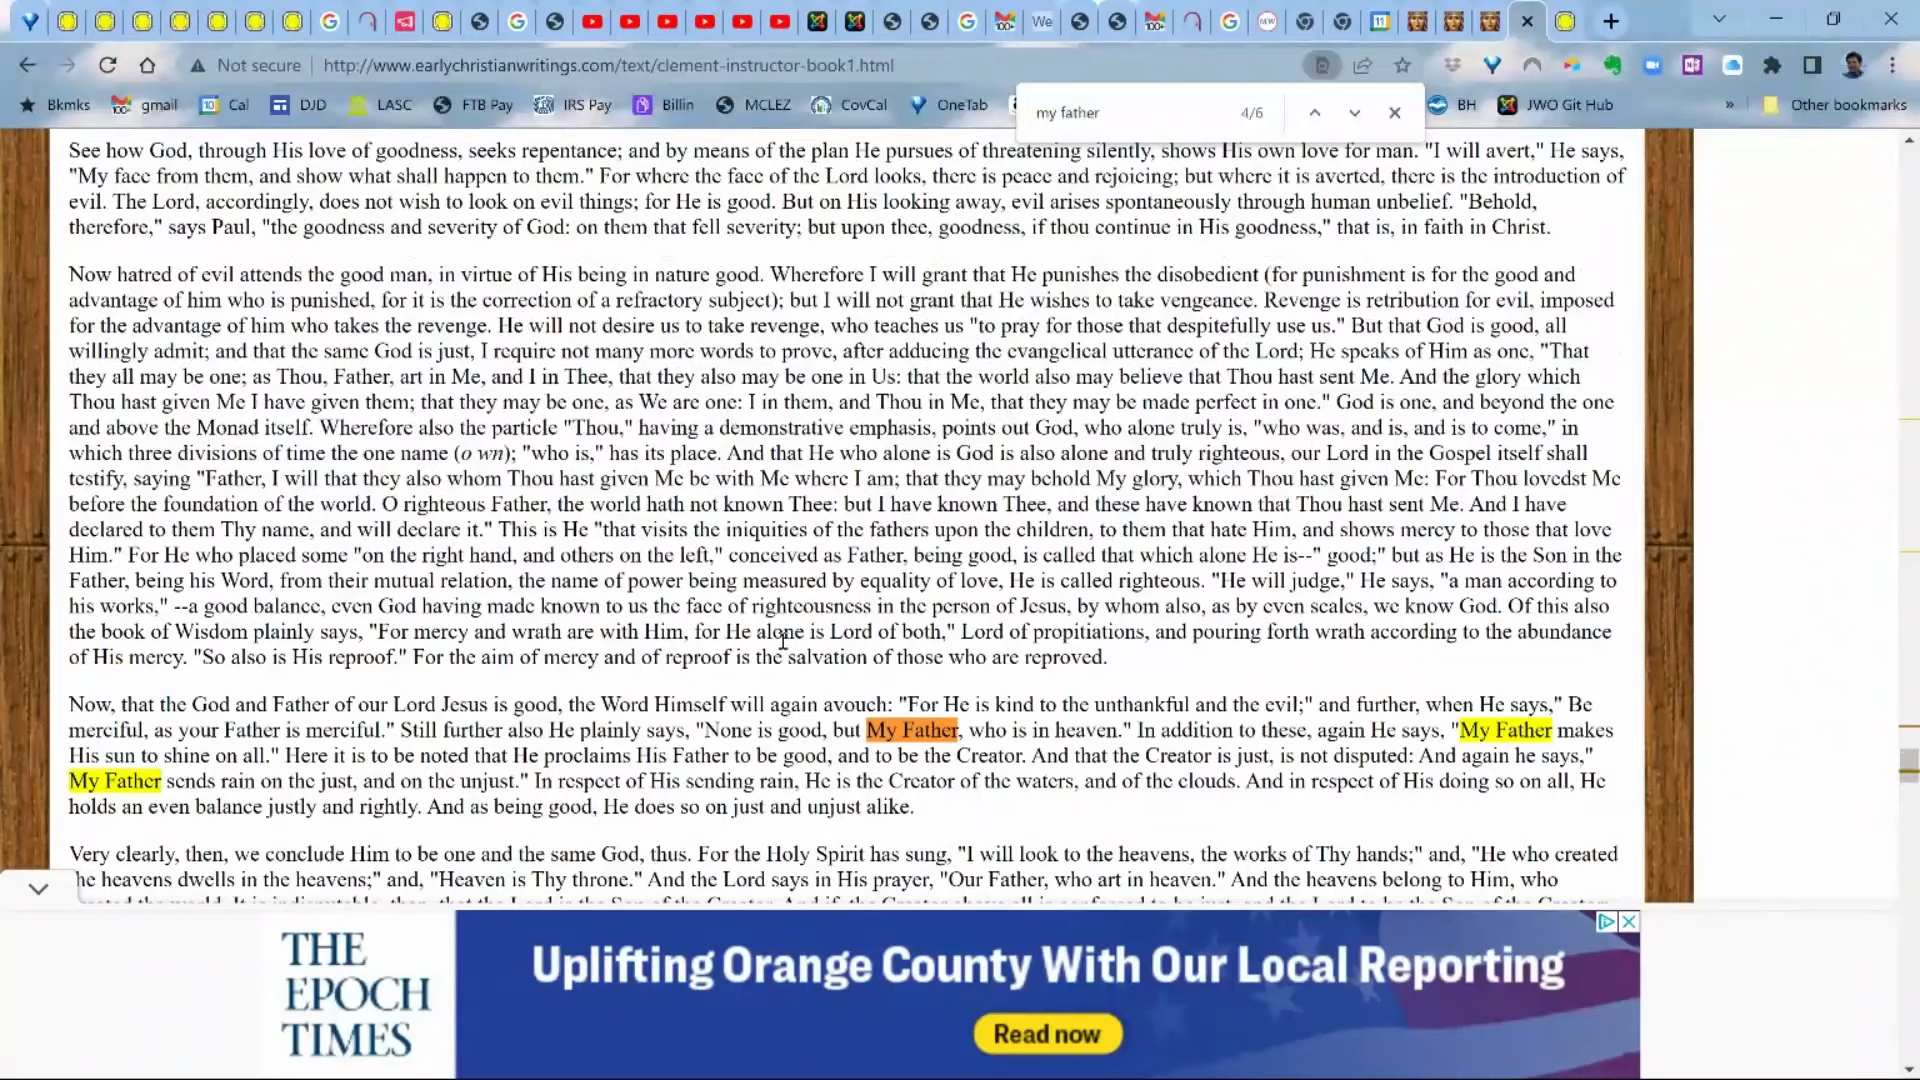 Not secure
http://www.earlychristianwritings.com/text/clement-instructor-book1.html
Bkmks gmail Cal DJD LASC FTB Pay IRS Pay Billin MCLEZ CovCal OneTab BH JWO Git Hub » Other bookmarks
my father 4/6
See how God, through His love of goodness, seeks repentance; and by means of the plan He pursues of threatening silently, shows His own love for man. "I will avert," He says,
"My face from them, and show what shall happen to them." For where the face of the Lord looks, there is peace and rejoicing; but where it is averted, there is the introduction of
evil. The Lord, accordingly, does not wish to look on evil things; for He is good. But on His looking away, evil arises spontaneously through human unbelief. "Behold,
therefore," says Paul, "the goodness and severity of God: on them that fell severity; but upon thee, goodness, if thou continue in His goodness," that is, in faith in Christ.
Now hatred of evil attends the good man, in virtue of His being in nature good. Wherefore I will grant that He punishes the disobedient (for punishment is for the good and
advantage of him who is punished, for it is the correction of a refractory subject); but I will not grant that He wishes to take vengeance. Revenge is retribution for evil, imposed
for the advantage of him who takes the revenge. He will not desire us to take revenge, who teaches us "to pray for those that despitefully use us." But that God is good, all
willingly admit; and that the same God is just, I require not many more words to prove, after adducing the evangelical utterance of the Lord; He speaks of Him as one, "That
they all may be one; as Thou, Father, art in Me, and I in Thee, that they also may be one in Us: that the world also may believe that Thou hast sent Me. And the glory which
Thou hast given Me I have given them; that they may be one, as We are one: I in them, and Thou in Me, that they may be made perfect in one." God is one, and beyond the one
and above the Monad itself. Wherefore also the particle "Thou," having a demonstrative emphasis, points out God, who alone truly is, "who was, and is, and is to come," in
which three divisions of time the one name (o wn); "who is," has its place. And that He who alone is God is also alone and truly righteous, our Lord in the Gospel itself shall
testify, saying "Father, I will that they also whom Thou hast given Me be with Me where I am; that they may behold My glory, which Thou hast given Me: For Thou lovedst Me
before the foundation of the world. O righteous Father, the world hath not known Thee: but I have known Thee, and these have known that Thou hast sent Me. And I have
declared to them Thy name, and will declare it." This is He "that visits the iniquities of the fathers upon the children, to them that hate Him, and shows mercy to those that love
Him." For He who placed some "on the right hand, and others on the left," conceived as Father, being good, is called that which alone He is--" good;" but as He is the Son in the
Father, being his Word, from their mutual relation, the name of power being measured by equality of love, He is called righteous. "He will judge," He says, "a man according to
his works," --a good balance, even God having made known to us the face of righteousness in the person of Jesus, by whom also, as by even scales, we know God. Of this also
the book of Wisdom plainly says, "For mercy and wrath are with Him, for He alone is Lord of both," Lord of propitiations, and pouring forth wrath according to the abundance
of His mercy. "So also is His reproof." For the aim of mercy and of reproof is the salvation of those who are reproved.
Now, that the God and Father of our Lord Jesus is good, the Word Himself will again avouch: "For He is kind to the unthankful and the evil;" and further, when He says," Be
merciful, as your Father is merciful." Still further also He plainly says, "None is good, but My Father, who is in heaven." In addition to these, again He says, "My Father makes
His sun to shine on all." Here it is to be noted that He proclaims His Father to be good, and to be the Creator. And that the Creator is just, is not disputed: And again he says,"
My Father sends rain on the just, and on the unjust." In respect of His sending rain, He is the Creator of the waters, and of the clouds. And in respect of His doing so on all, He
holds an even balance justly and rightly. And as being good, He does so on just and unjust alike.
Very clearly, then, we conclude Him to be one and the same God, thus. For the Holy Spirit has sung, "I will look to the heavens, the works of Thy hands;" and, "He who created
he heavens dwells in the heavens;" and, "Heaven is Thy throne." And the Lord says in His prayer, "Our Father, who art in heaven." And the heavens belong to Him, who
THE
EPOCH
TIMES
Uplifting Orange County With Our Local Reporting
Read now